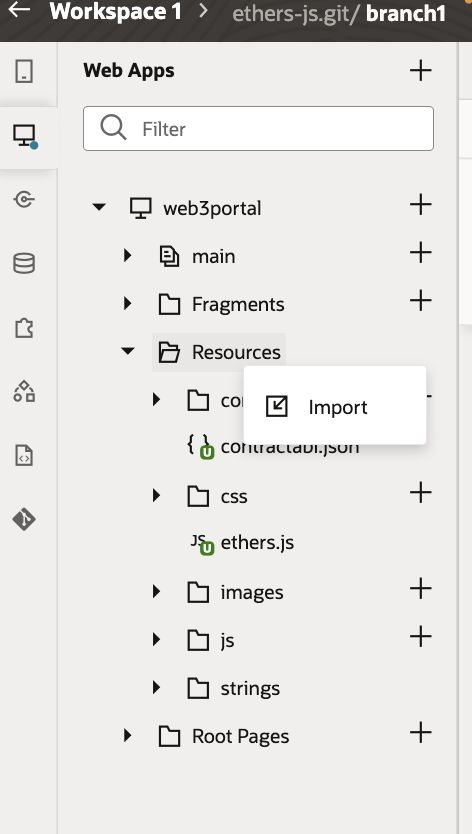 Workspace 1 > ethers-js.git/ branch1
Web Apps
Filter
web3portal
main
Fragments
Resources
Import
contractabi.json
css
JS U ethers.js
images
js
strings
Root Pages